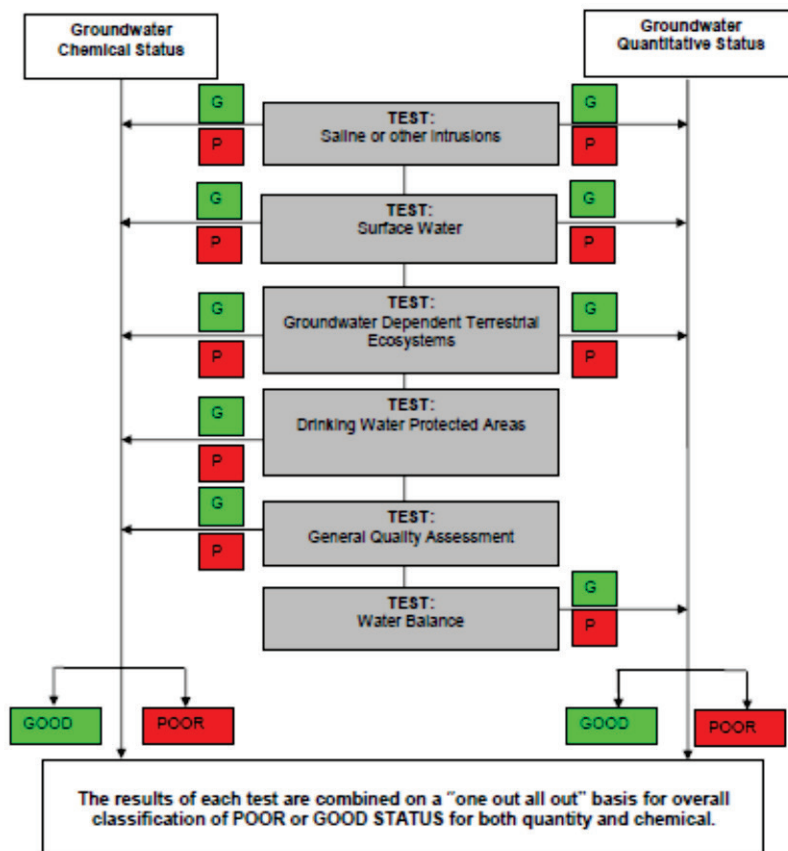 Groundwater
Chemical Status
Groundwater
Quantitative Status
G
P
TEST:
Saline or other Intrusions
G
P
G
P
TEST:
Surface Water
G
P
G
P
TEST:
Groundwater Dependent Terrestrial
Ecosystems
G
P
G
P
TEST:
Drinking Water Protected Areas
G
P
TEST:
General Quality Assessment
TEST:
Water Balance
G
P
GOOD
POOR
GOOD
POOR
The results of each test are combined on a "one out all out" basis for overall
classification of POOR or GOOD STATUS for both quantity and chemical.